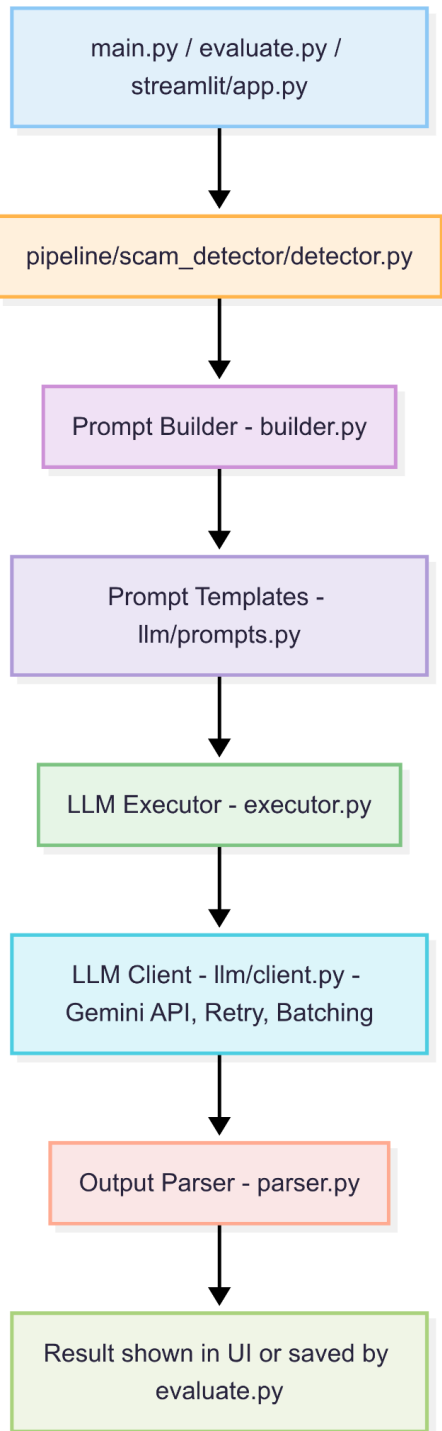 main.py / evaluate.py /
streamlit/app.py
pipeline/scam_detector/detector.py
Prompt Builder - builder.py
Prompt Templates -
llm/prompts.py
LLM Executor - executor.py
LLM Client - llm/client.py -
Gemini API, Retry, Batching
Output Parser - parser.py
Result shown in UI or saved by
evaluate.py